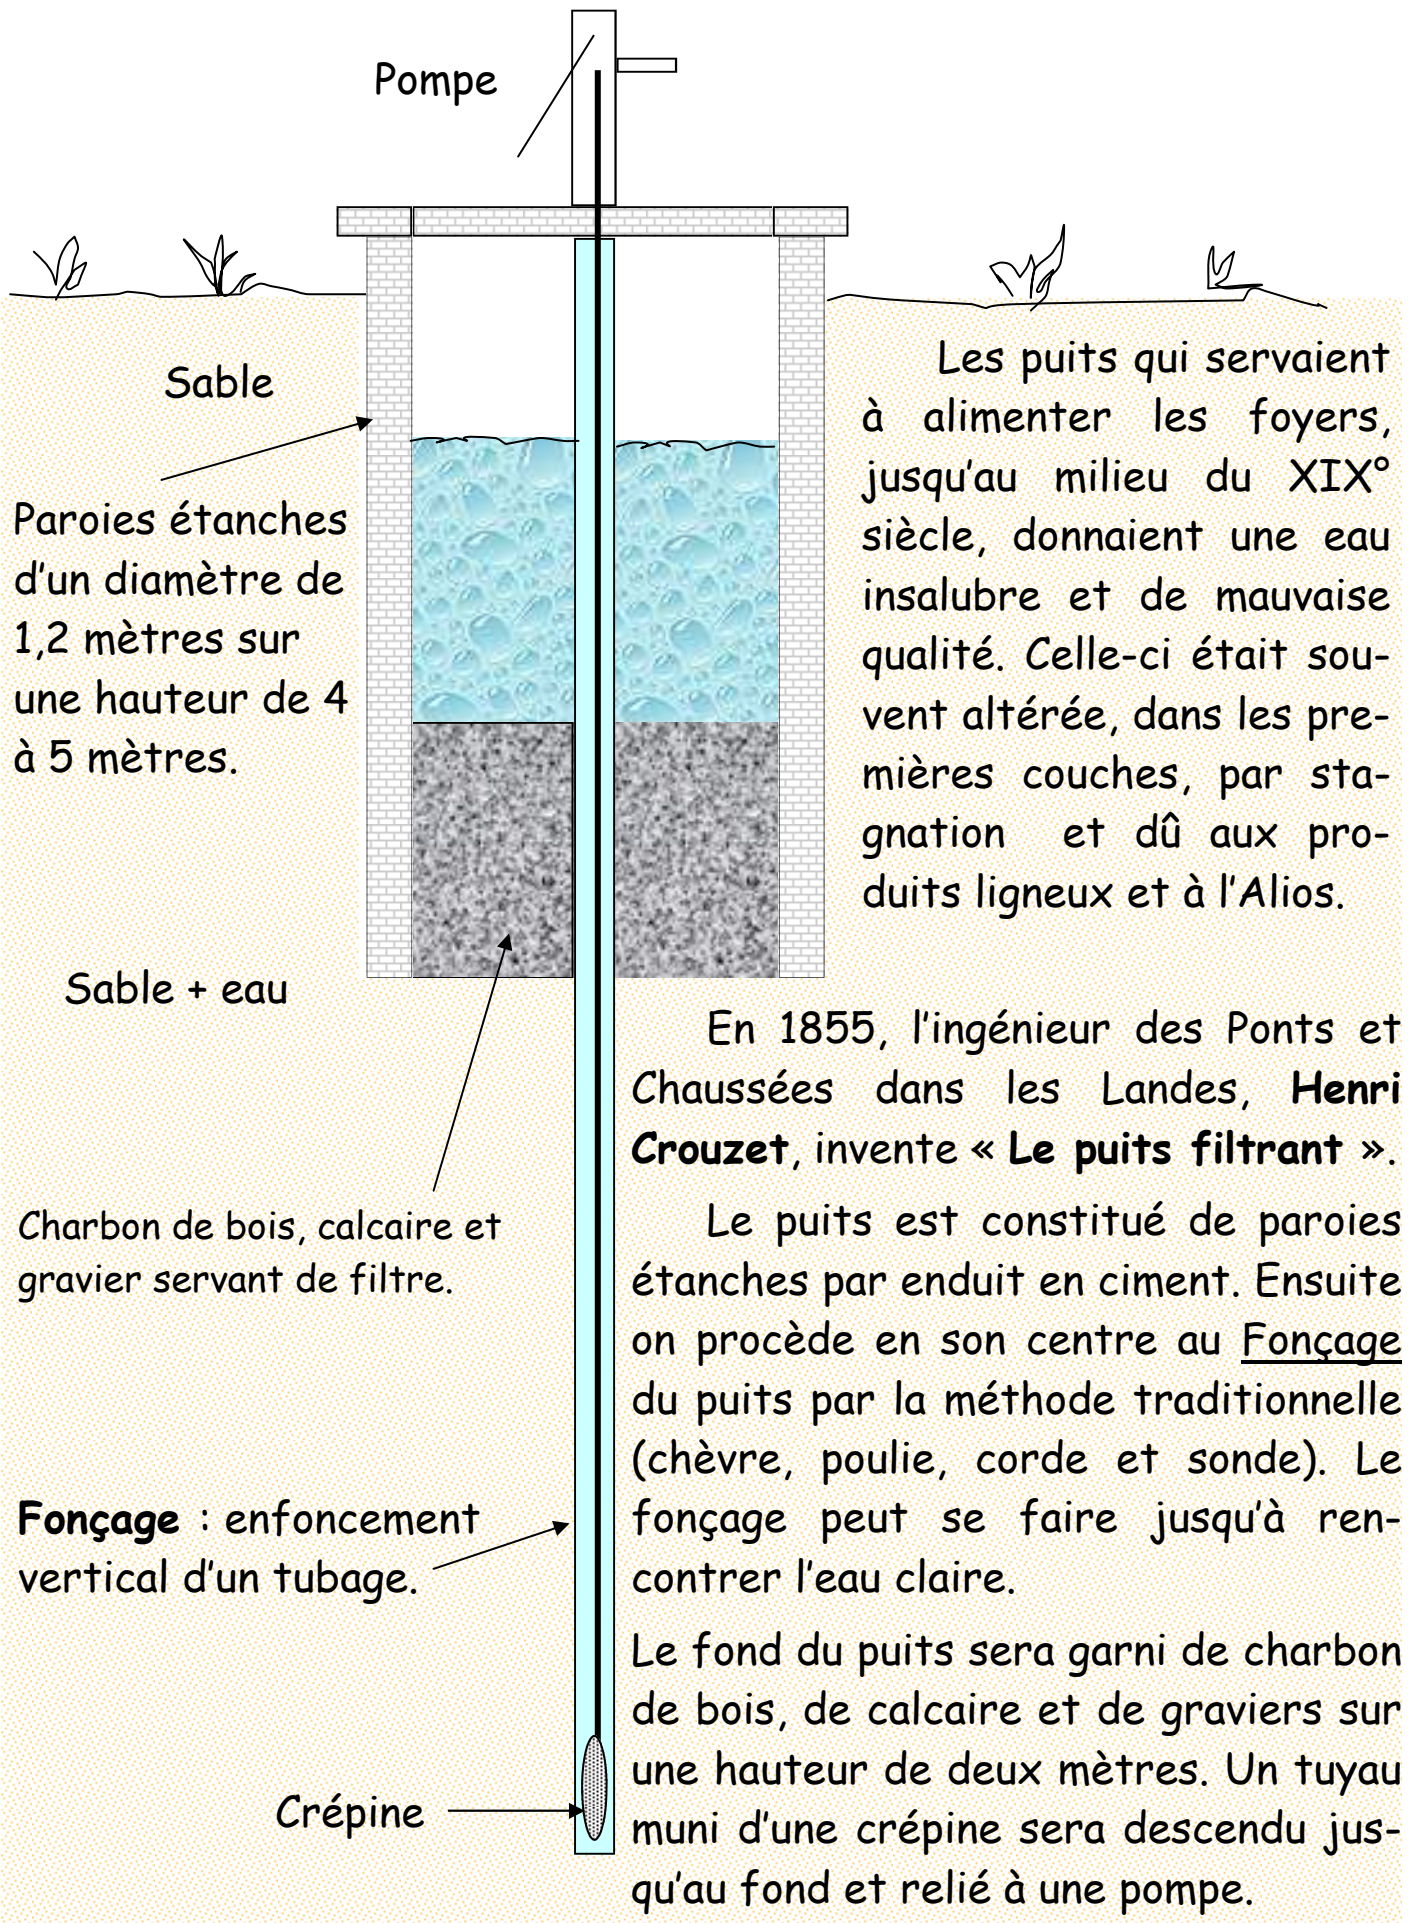 Pompe
Sable
Paroies étanches
d'un diamètre de
1,2 mètres sur
une hauteur de 4
à 5 mètres.
Les puits qui servaient
à alimenter les foyers,
jusqu'au milieu du XIX°
siècle, donnaient une eau
insalubre et de mauvaise
qualité. Celle-ci était sou-
vent altérée, dans les pre-
mières couches, par sta-
gnation et dû aux pro-
duits ligneux et à l'Alios.
Sable + eau
En 1855, l'ingénieur des Ponts et
Chaussées dans les Landes, Henri
Crouzet, invente « Le puits filtrant ».
Le puits est constitué de paroies
étanches par enduit en ciment. Ensuite
on procède en son centre au Fonçage
du puits par la méthode traditionnelle
(chèvre, poulie, corde et sonde). Le
fonçage peut se faire jusqu'à ren-
contrer l'eau claire.
Le fond du puits sera garni de charbon
de bois, de calcaire et de graviers sur
une hauteur de deux mètres. Un tuyau
muni d'une crépine sera descendu jus-
qu'au fond et relié à une pompe.
Charbon de bois, calcaire et
gravier servant de filtre.
Fonçage : enfoncement
vertical d'un tubage.
Crépine